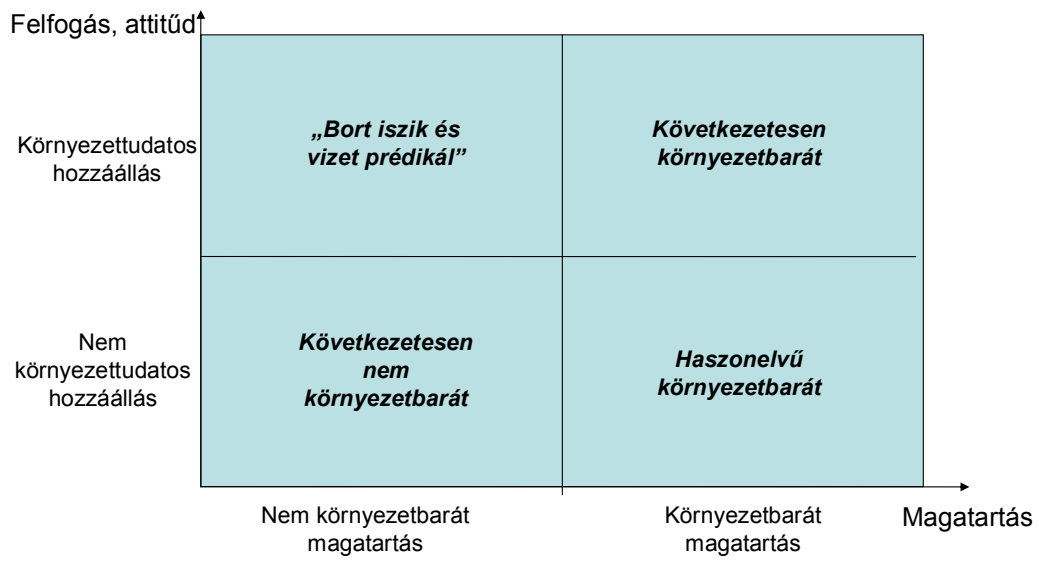 Felfogás, attitűd
Környezettudatos
hozzáállás
„Bort iszik és
vizet prédikál”
Következetesen
környezetbarát
Nem
környezettudatos
hozzáállás
Következetesen
nem
környezetbarát
Haszonelvű
környezetbarát
Nem környezetbarát
magatartás
Környezetbarát
magatartás
Magatartás